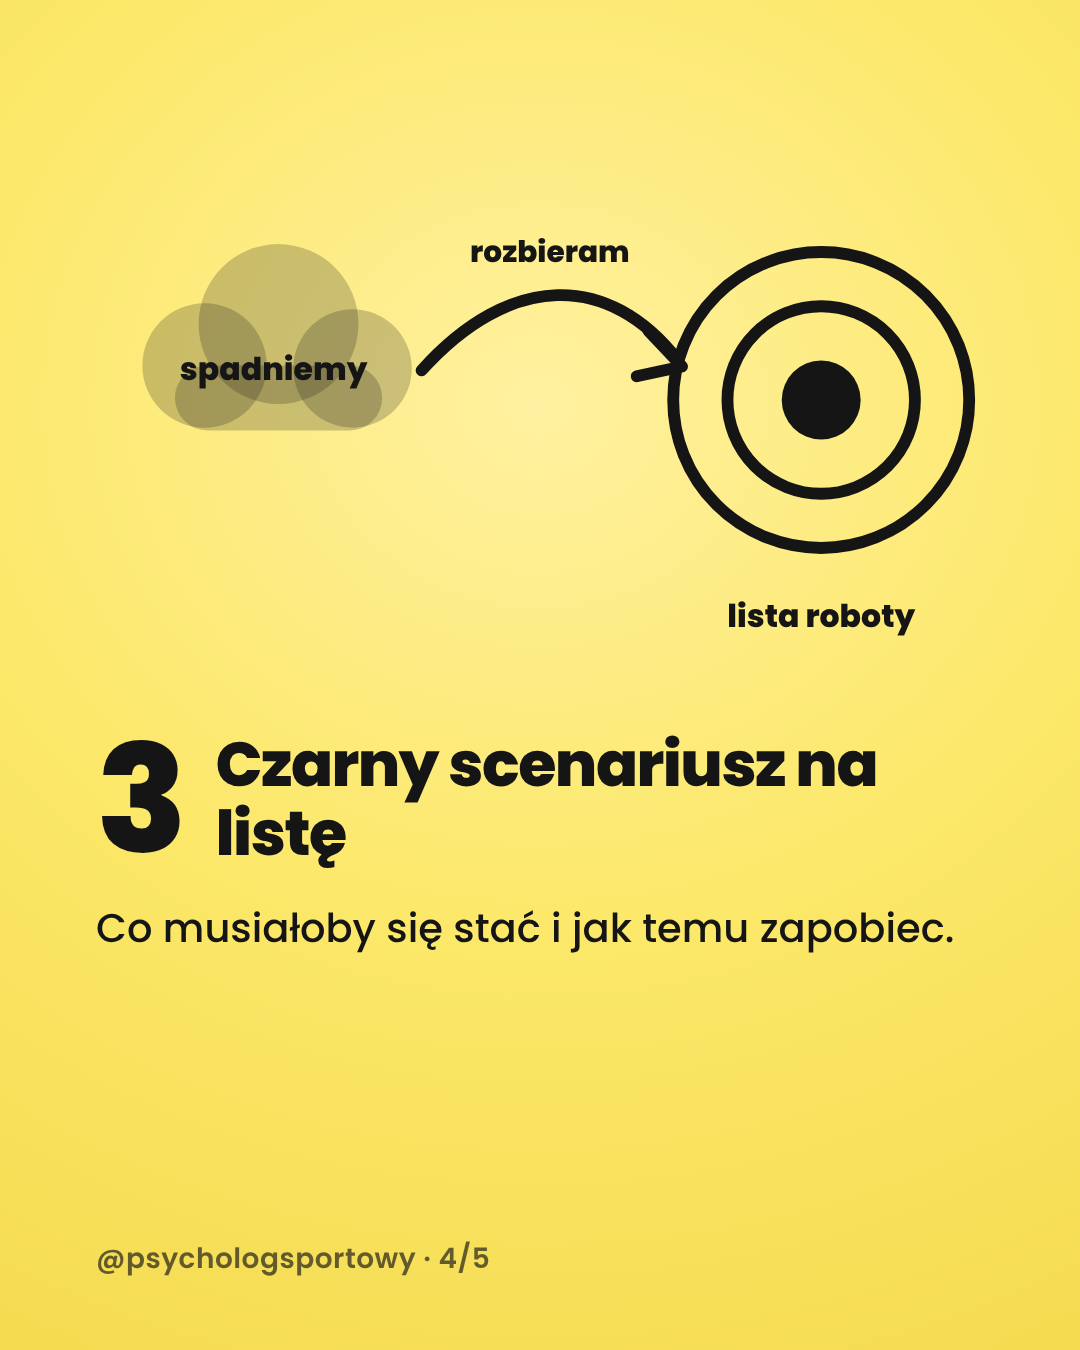 rozbieram
spadniemy
lista roboty
3 Czarny scenariusz na
listę
Co musiałoby się stać i jak temu zapobiec.
@psychologsportowy · 4/5